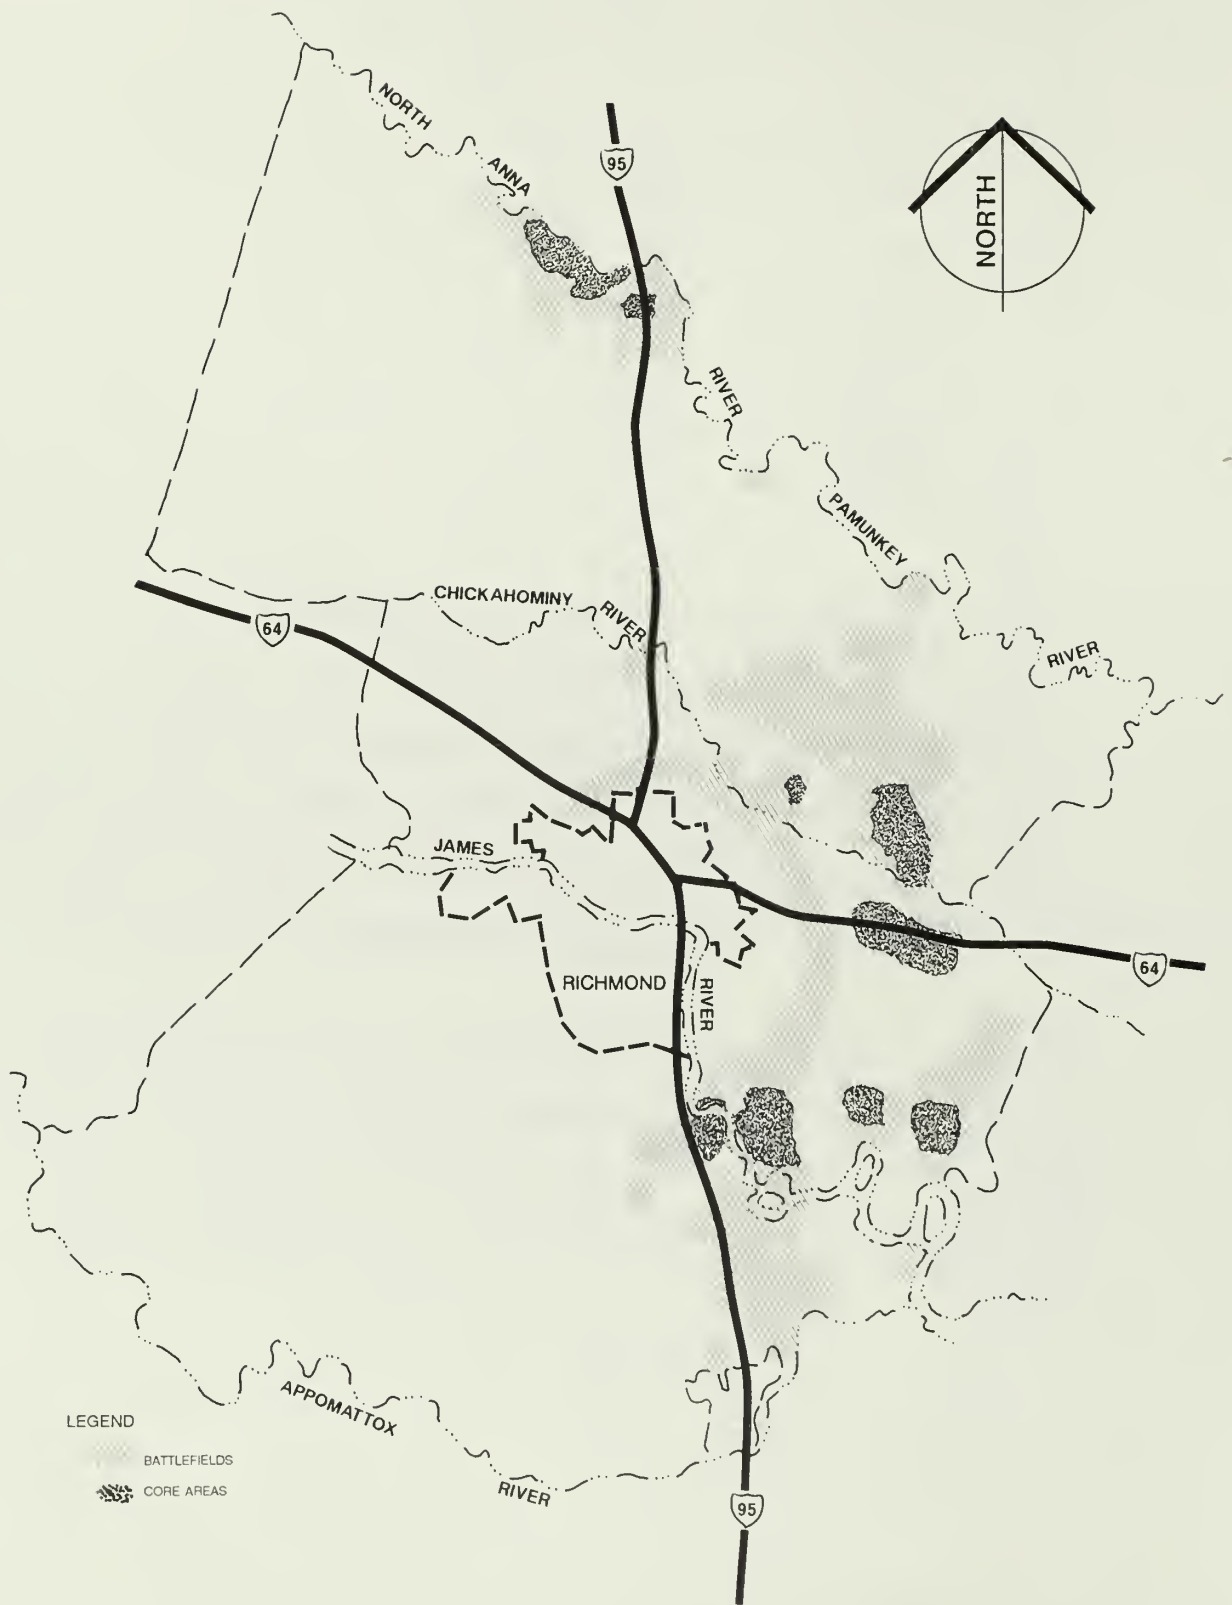 NORTH
ANNA
RIVER
95
NORTH
PAMUNKEY
RIVER
CHICKAHOMINY
RIVER
64
JAMES
RIVER
RICHMOND
64
APPOMATTOX
RIVER
95
LEGEND
BATTLEFIELDS
CORE AREAS